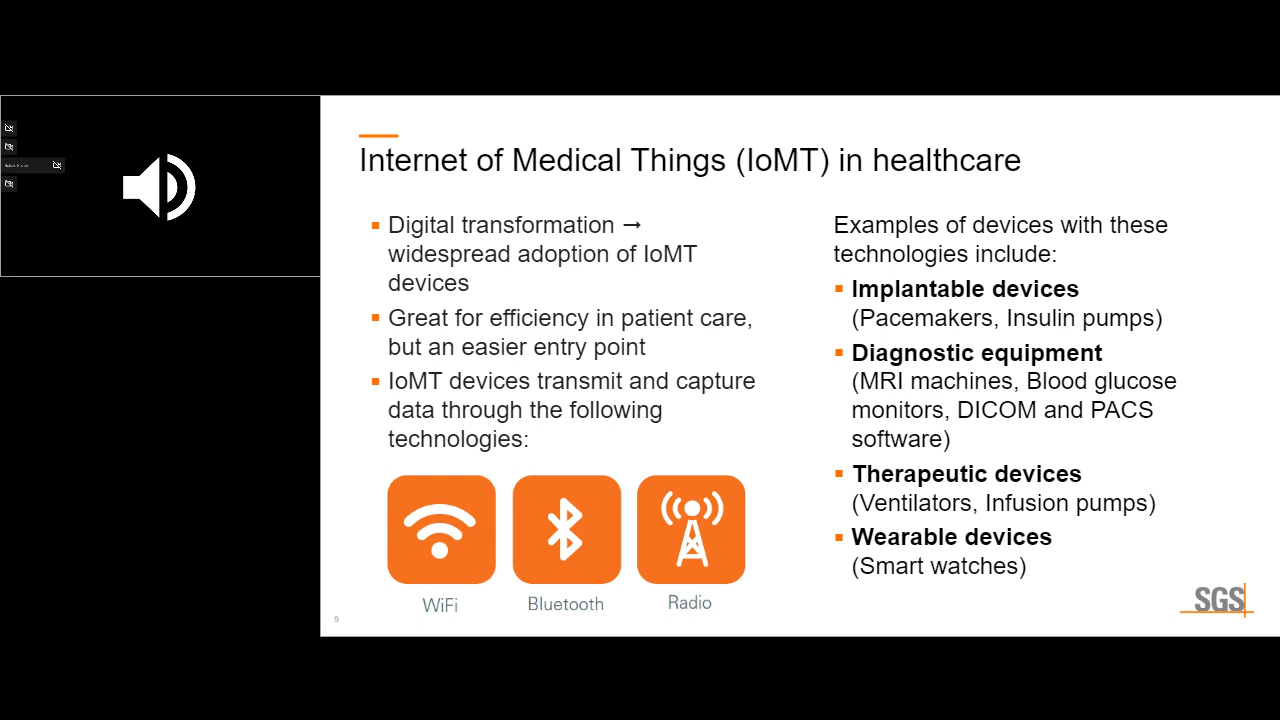 Internet of Medical Things (IoMT) in healthcare
Digital transformation →
widespread adoption of IoMT
devices
Great for efficiency in patient care,
but an easier entry point
IoMT devices transmit and capture
data through the following
technologies:
WiFi
Bluetooth
Radio
Examples of devices with these
technologies include:
Implantable devices
(Pacemakers, Insulin pumps)
Diagnostic equipment
(MRI machines, Blood glucose
monitors, DICOM and PACS
software)
Therapeutic devices
(Ventilators, Infusion pumps)
Wearable devices
(Smart watches)
9
SGS